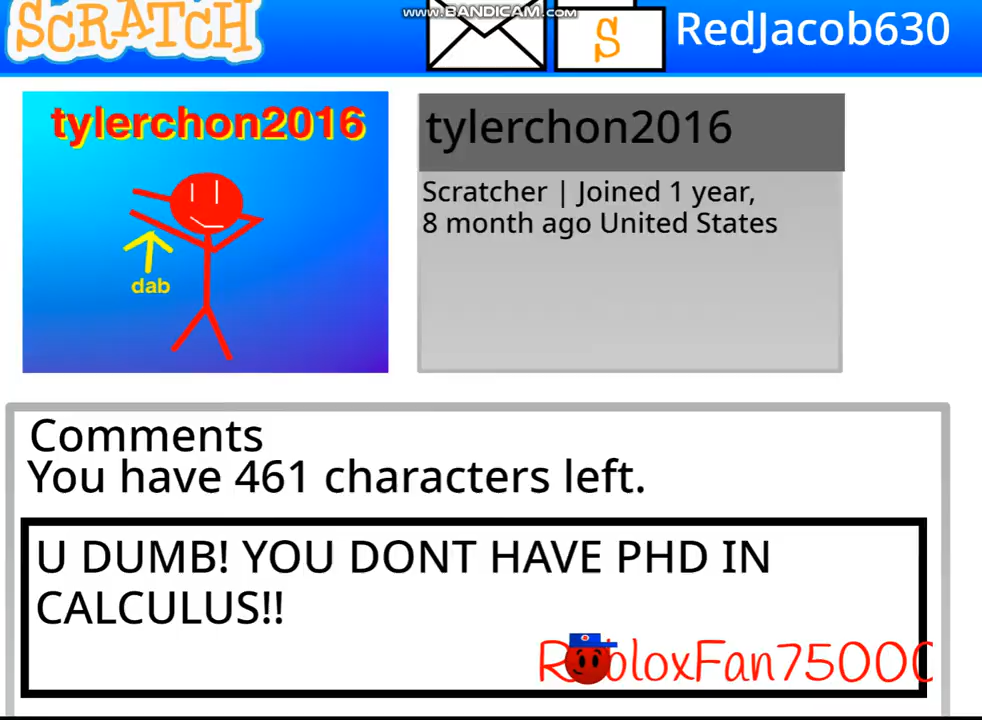 WWW.BANDICAM.COM
SCRATCH
S
RedJacob630
tylerchon2016
tylerchon2016
Scratcher | Joined 1 year,
8 month ago United States
dab
Comments
You have 461 characters left.
U DUMB! YOU DONT HAVE PHD IN
CALCULUS!!
RobloxFan75000